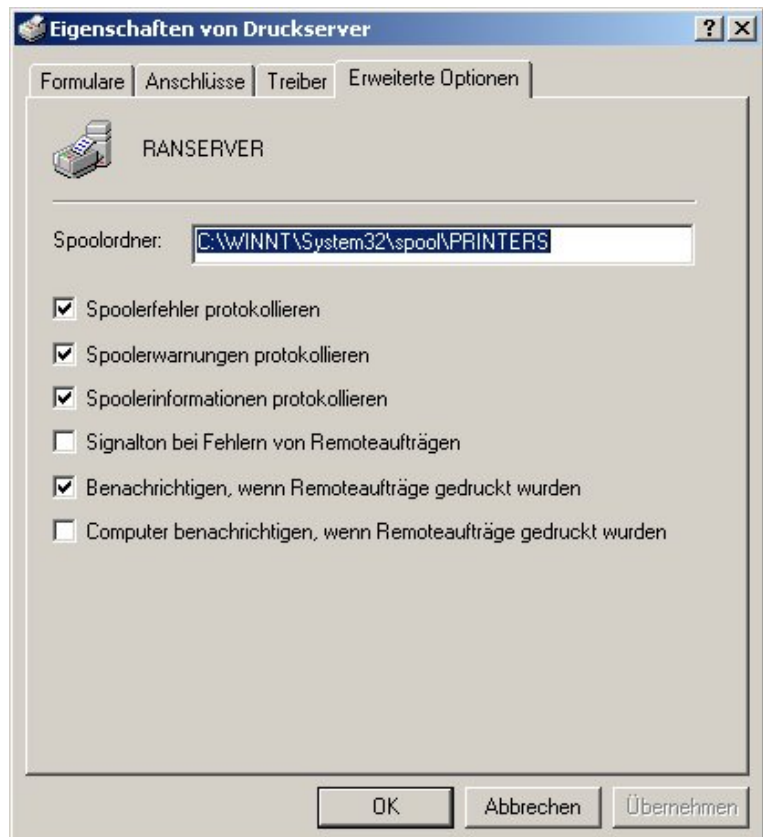 Eigenschaften von Druckserver
Formulare Anschlüsse Treiber Erweiterte Optionen
RANSERVER
Spoolordner: C:\WINNT\System32\spool\PRINTERS
Spoolerfehler protokollieren
Spoolerwarnungen protokollieren
Spoolerinformationen protokollieren
Signalton bei Fehlern von Remoteaufträgen
Benachrichtigen, wenn Remoteaufträge gedruckt wurden
Computer benachrichtigen, wenn Remoteaufträge gedruckt wurden
OK Abbrechen Übernehmen